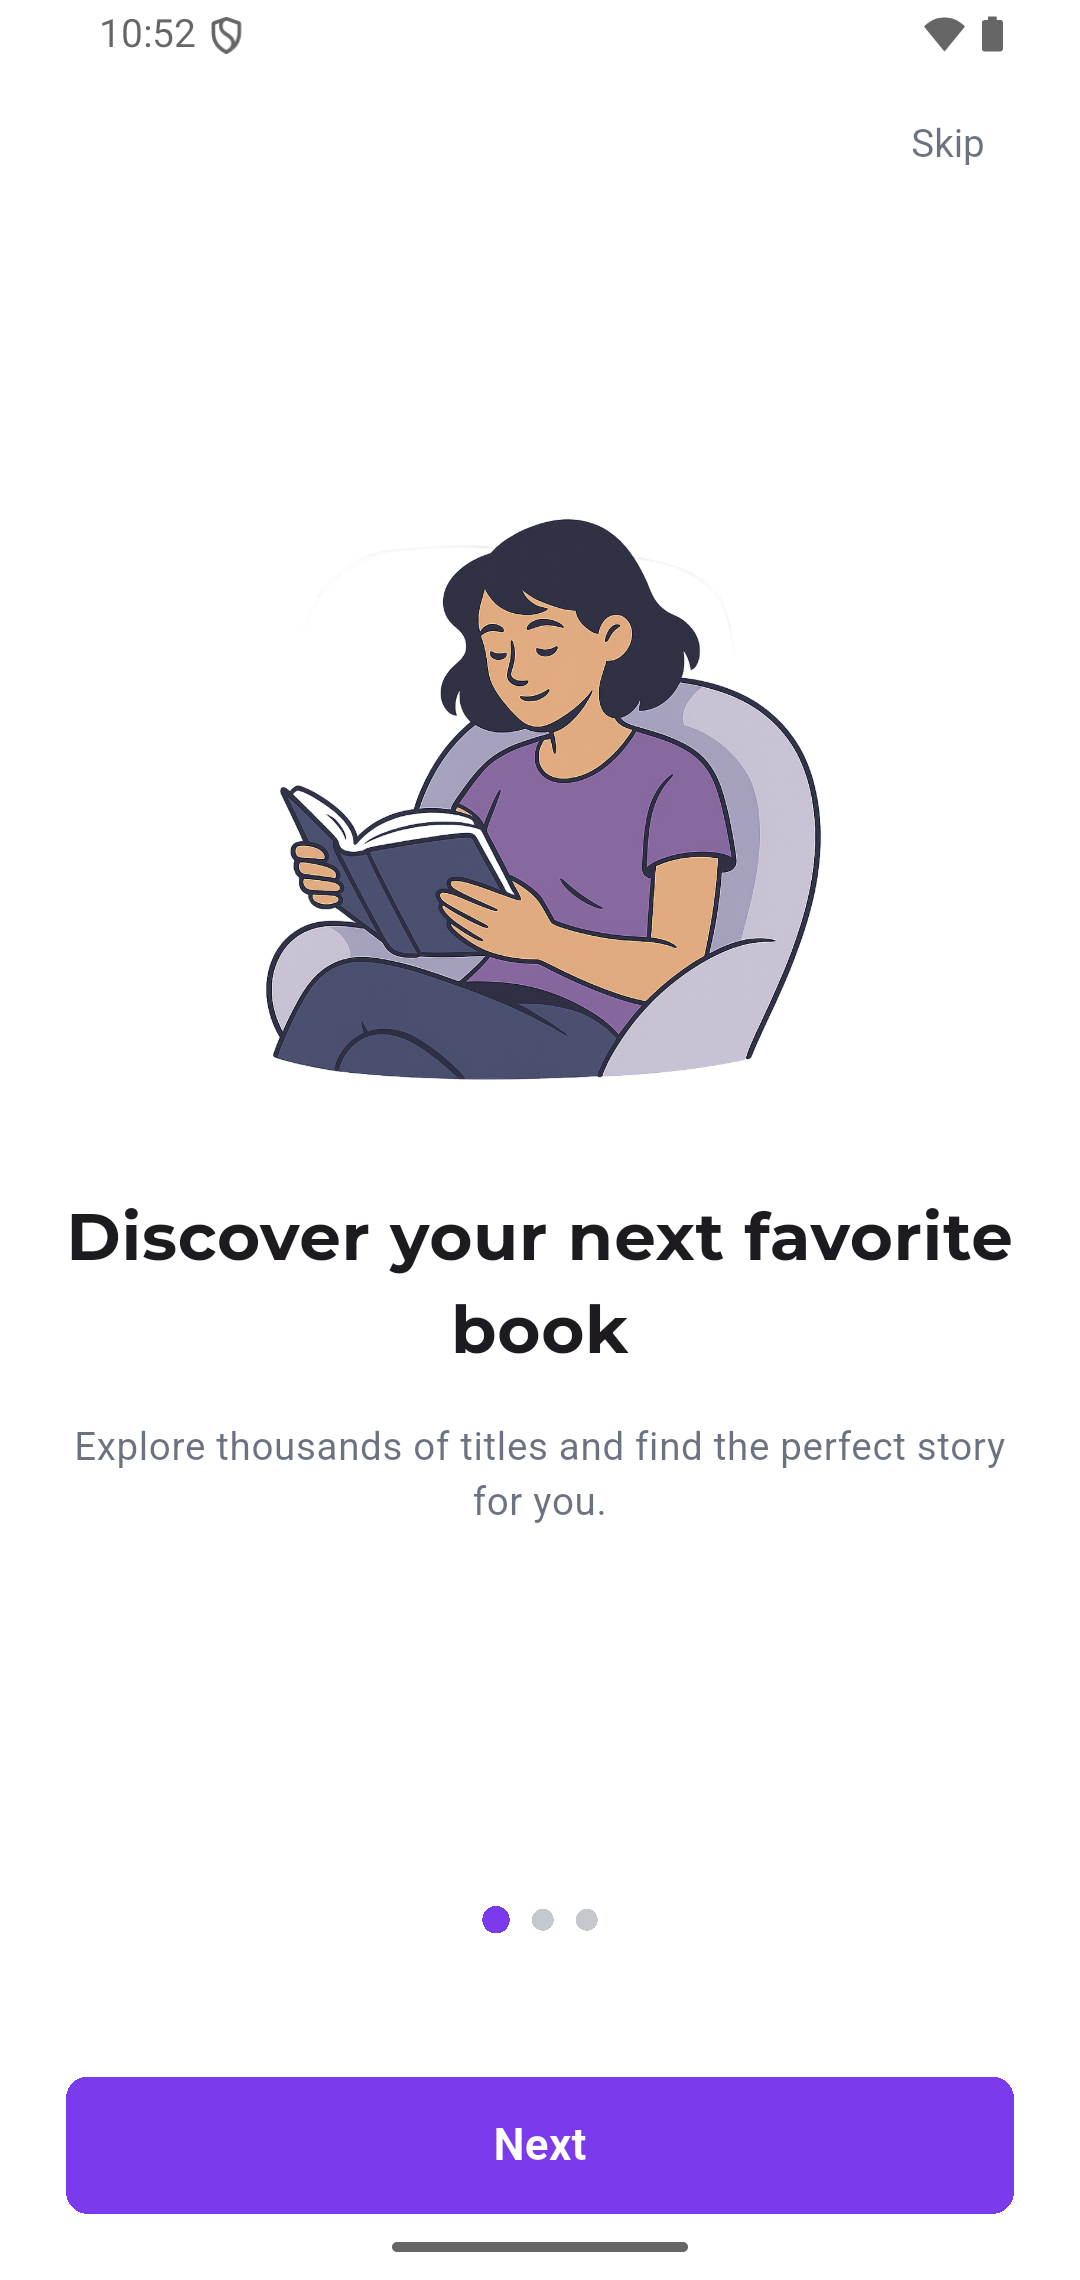 10:52
Skip
Discover your next favorite
book
Explore thousands of titles and find the perfect story
for you.
Next